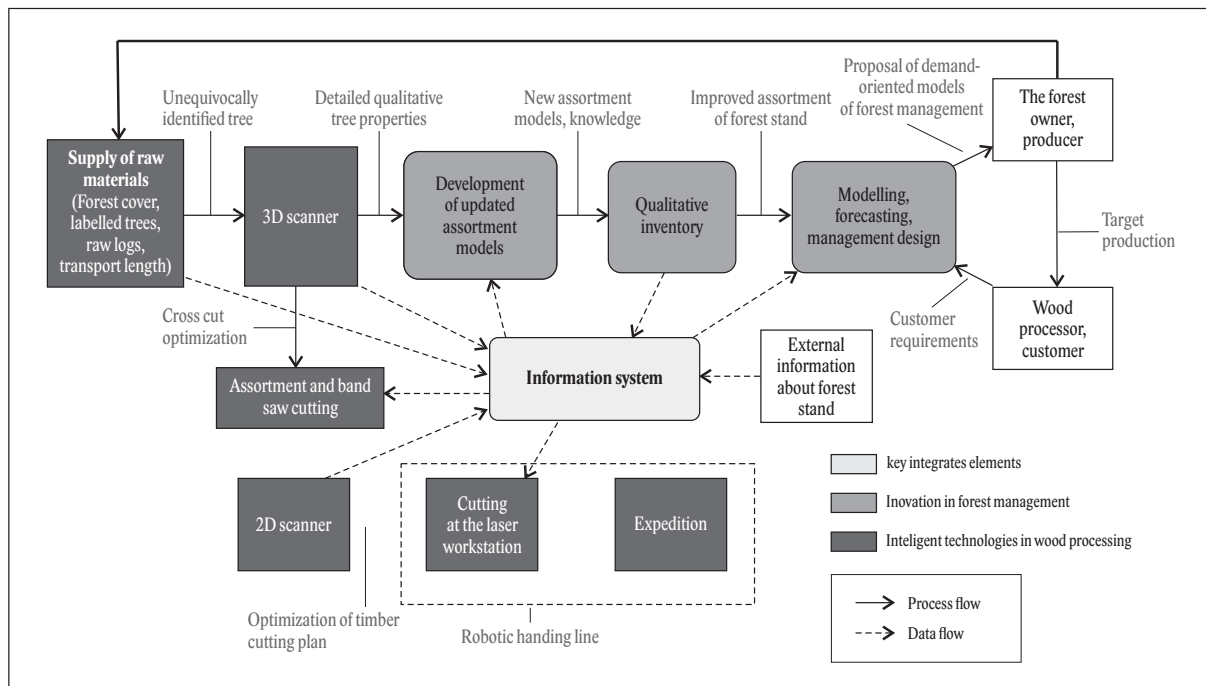 Unequivocally
identified tree
Detailed qualitative
tree properties
New assortment
models, knowledge
Improved assortment
of forest stand
Proposal of demand-
oriented models
of forest management
The forest
owner,
producer
Supply of raw
materials
(Forest cover,
labelled trees,
raw logs,
transport length)
3D scanner
Development
of updated
assortment
models
Qualitative
inventory
Modelling,
forecasting,
management design
Target
production
Cross cut
optimization
Customer
requirements
Wood
processor,
customer
Assortment and band
saw cutting
Information system
External
information
about forest
stand
2D scanner
Cutting
at the laser
workstation
Expedition
key integrates elements
Inovation in forest management
Inteligent technologies in wood processing
Optimization of timber
cutting plan
Robotic handing line
Process flow
Data flow